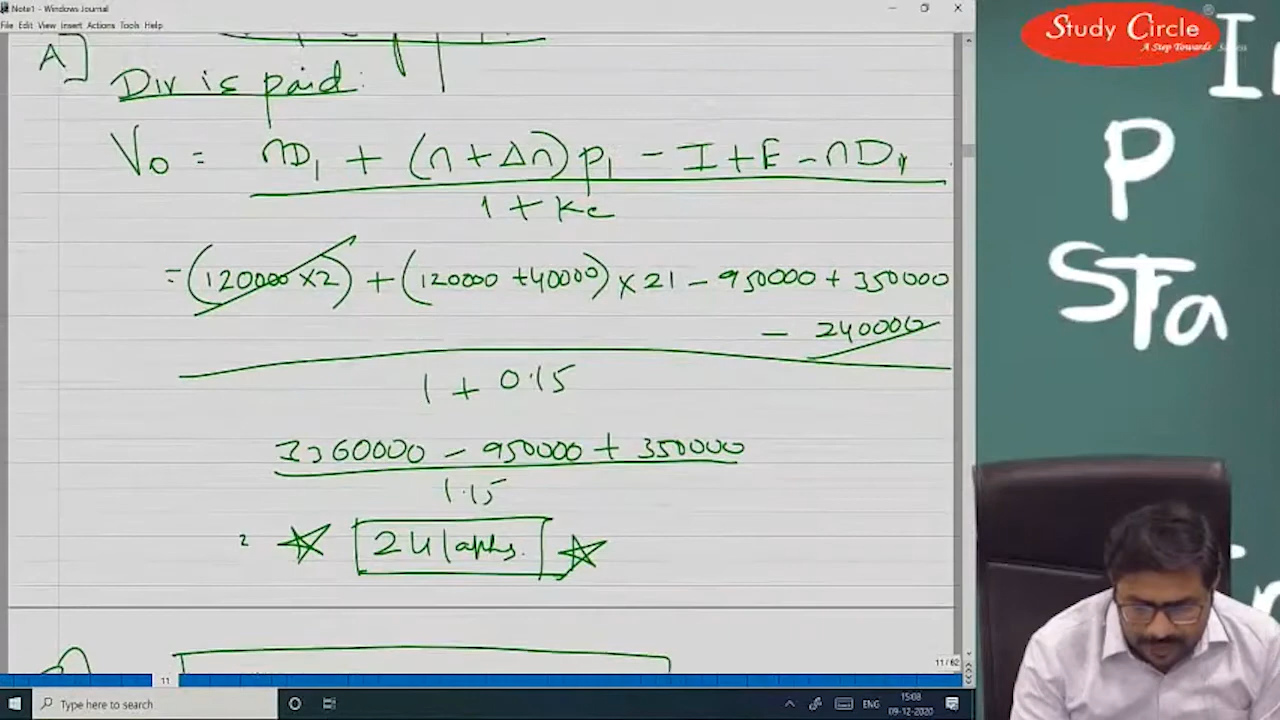 Note1 - Windows Journal
File Edit View Insert Actions Tools Help
Study Circle
®
A Step Towards Success
A]
Div is paid:
V₀ = nD₁ + (n + Δn)p₁ - I + E - nD₁
1 + Ke
= (120000 × 2) + (120000 + 40000) × 21 - 950000 + 350000
- 240000
1 + 0.15
3360000 - 950000 + 350000
1.15
= ☆ 24 lakhs. ☆
P
STa
11/62
11
Type here to search
ENG
15:08
09-12-2020